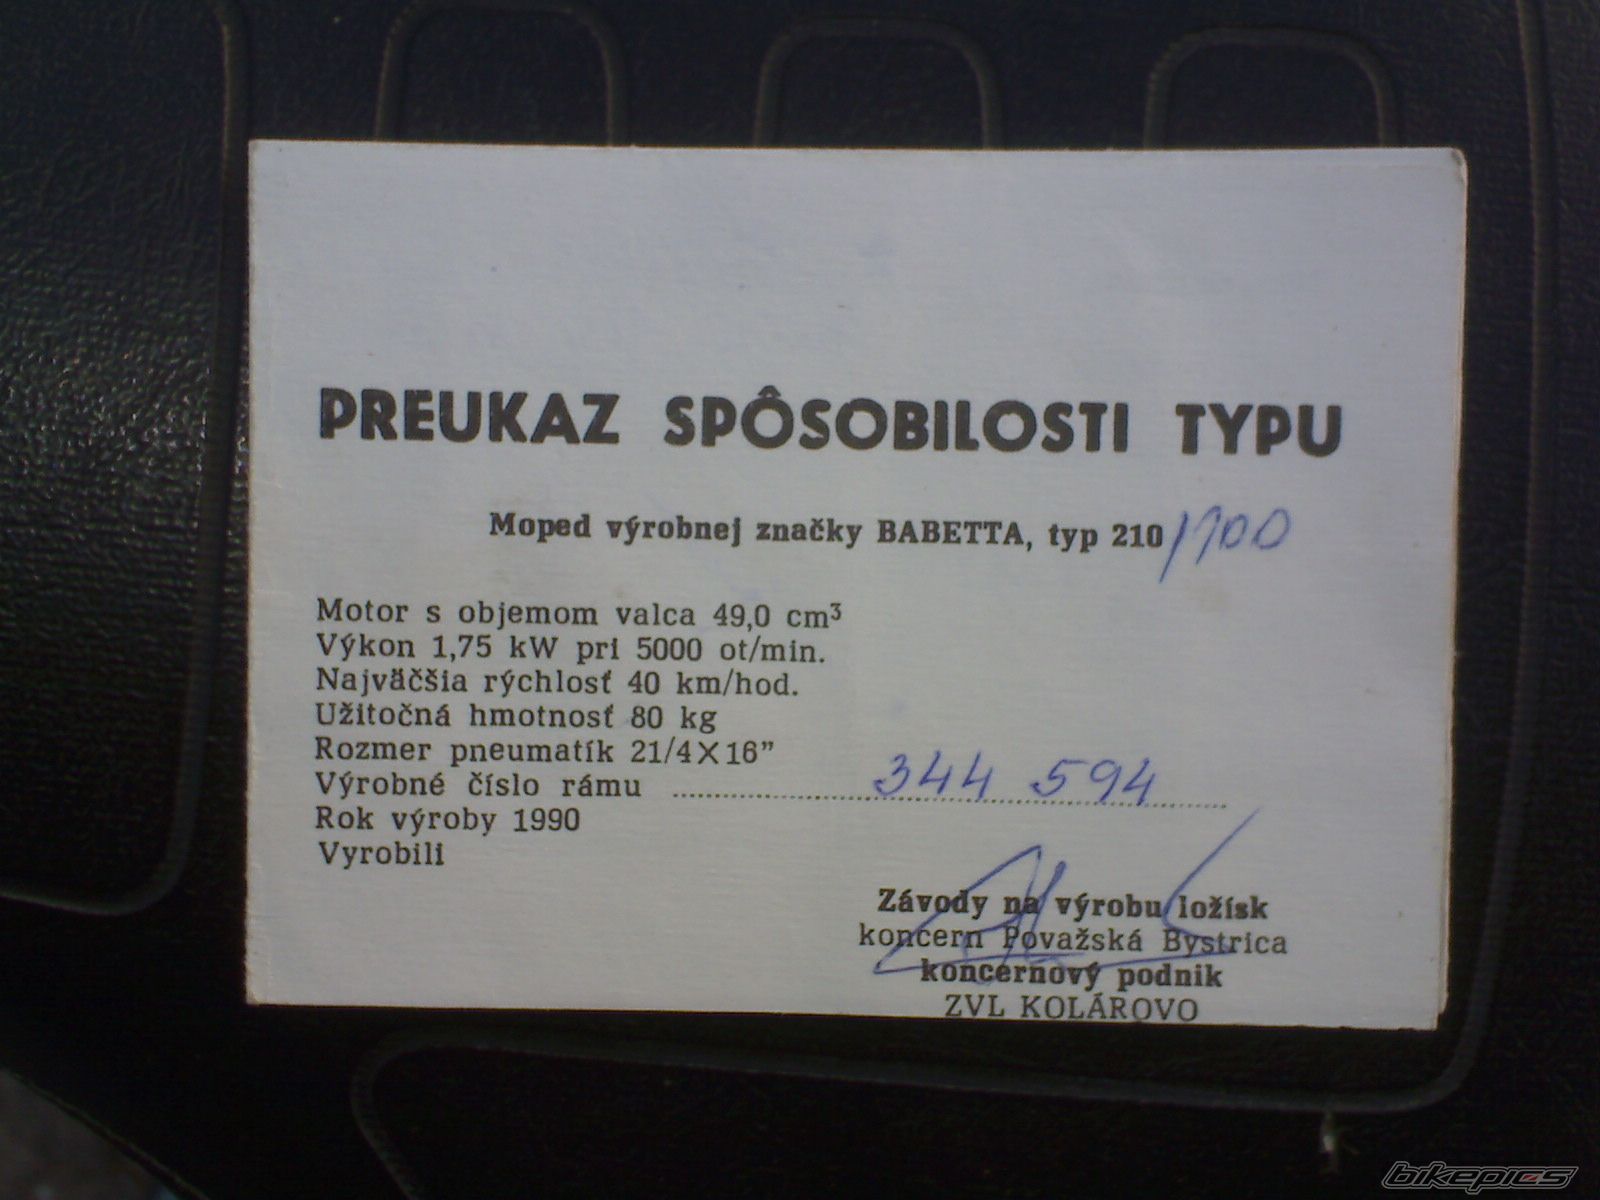 PREUKAZ SPÔSOBILOSTI TYPU
Moped výrobnej značky BABETTA, typ 210/100
Motor s objemom valca 49,0 cm³
Výkon 1,75 kW pri 5000 ot/min.
Najväčšia rýchlosť 40 km/hod.
Užitočná hmotnosť 80 kg
Rozmer pneumatík 21/4X16”
Výrobné číslo rámu 344 594
Rok výroby 1990
Vyrobili
Závody na výrobu ložísk
koncern Považská Bystrica
koncernový podnik
ZVL KOLÁROVO
bikepics